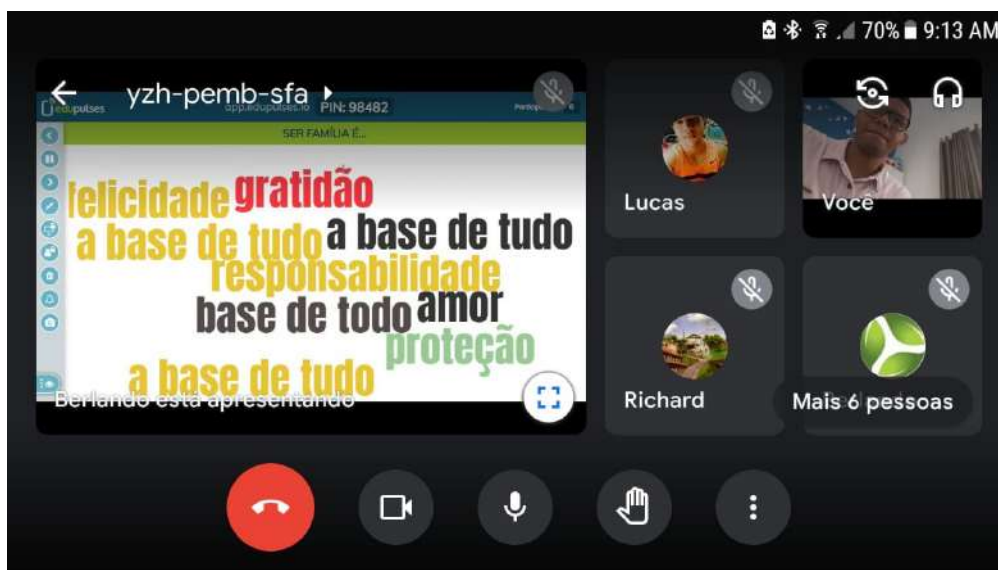 70% 9:13 AM
yzh-pemb-sfa
edupulses
app.edupulses.io
PIN: 98482
SER FAMÍLIA É...
felicidade
gratidão
a base de tudo
a base de tudo
responsabilidade
base de todo
amor
proteção
a base de tudo
Berlando está apresentando
Lucas
Você
Richard
Mais 6 pessoas